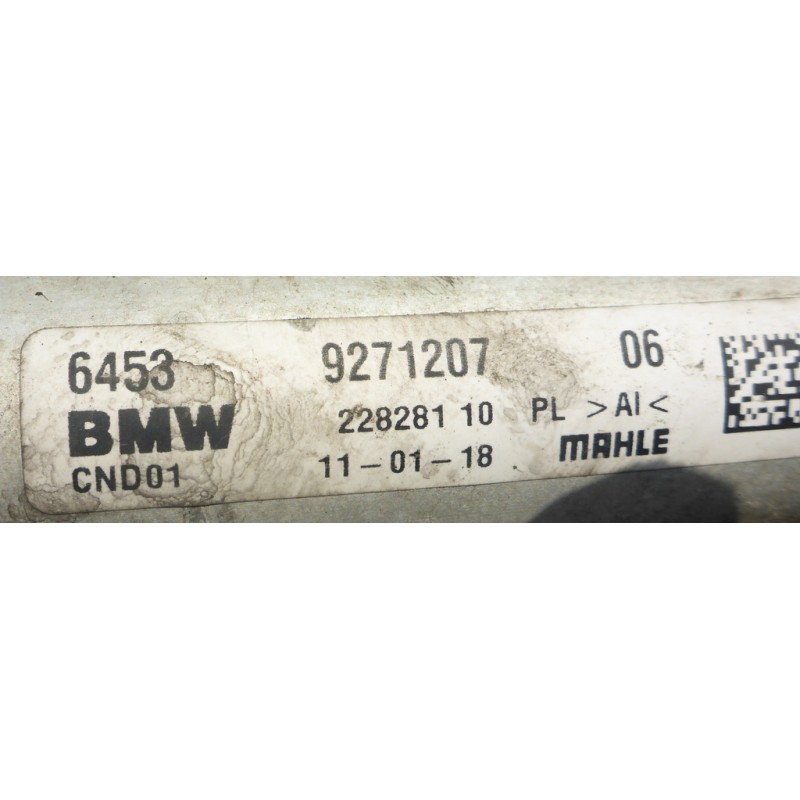 6453 9271207 06
BMW 228281 10 PL >Al<
CND01 11-01-18 MAHLE